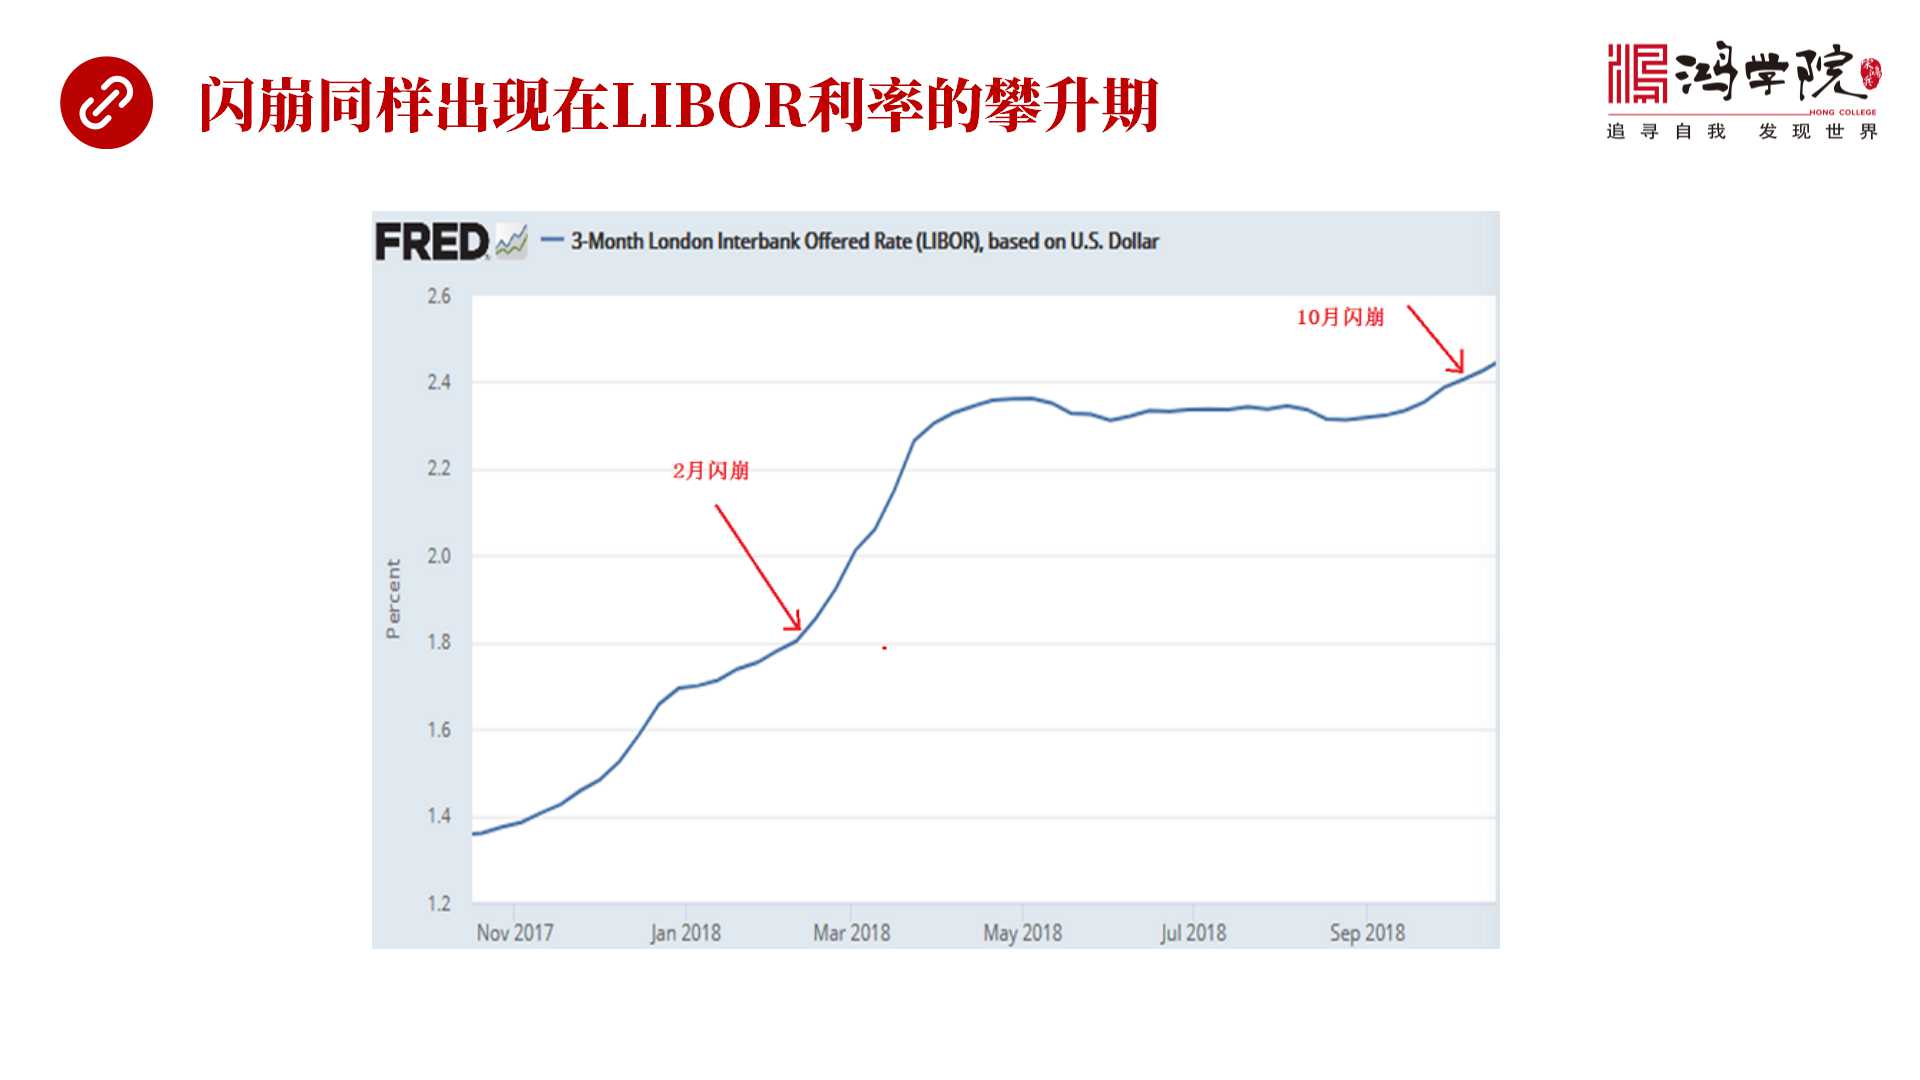 闪崩同样出现在LIBOR利率的攀升期
鸿学院
宋鸿兵
HONG COLLEGE
追寻自我 发现世界
FRED
3-Month London Interbank Offered Rate (LIBOR), based on U.S. Dollar
Percent
2.6
2.4
2.2
2.0
1.8
1.6
1.4
1.2
10月闪崩
2月闪崩
Nov 2017 Jan 2018 Mar 2018 May 2018 Jul 2018 Sep 2018